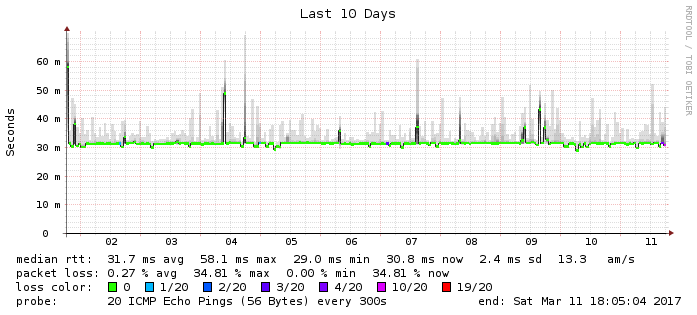 Last 10 Days
RRDTOOL / TOBI OETIKER
Seconds
60 m
50 m
40 m
30 m
20 m
10 m
0
02 03 04 05 06 07 08 09 10 11
median rtt: 31.7 ms avg 58.1 ms max 29.0 ms min 30.8 ms now 2.4 ms sd 13.3 am/s
packet loss: 0.27 % avg 34.81 % max 0.00 % min 34.81 % now
loss color: 0 1/20 2/20 3/20 4/20 10/20 19/20
probe: 20 ICMP Echo Pings (56 Bytes) every 300s end: Sat Mar 11 18:05:04 2017